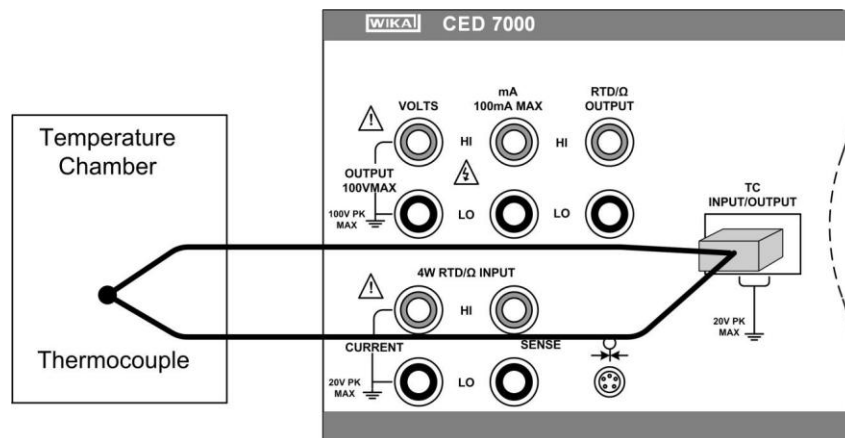 WIKA CED 7000
Temperature
Chamber
Thermocouple
VOLTS
mA
100mA MAX
RTD/Ω
OUTPUT
HI
HI
OUTPUT
100VMAX
LO
LO
100V PK
MAX
TC
INPUT/OUTPUT
4W RTD/Ω INPUT
HI
20V PK
MAX
CURRENT
SENSE
LO
20V PK
MAX